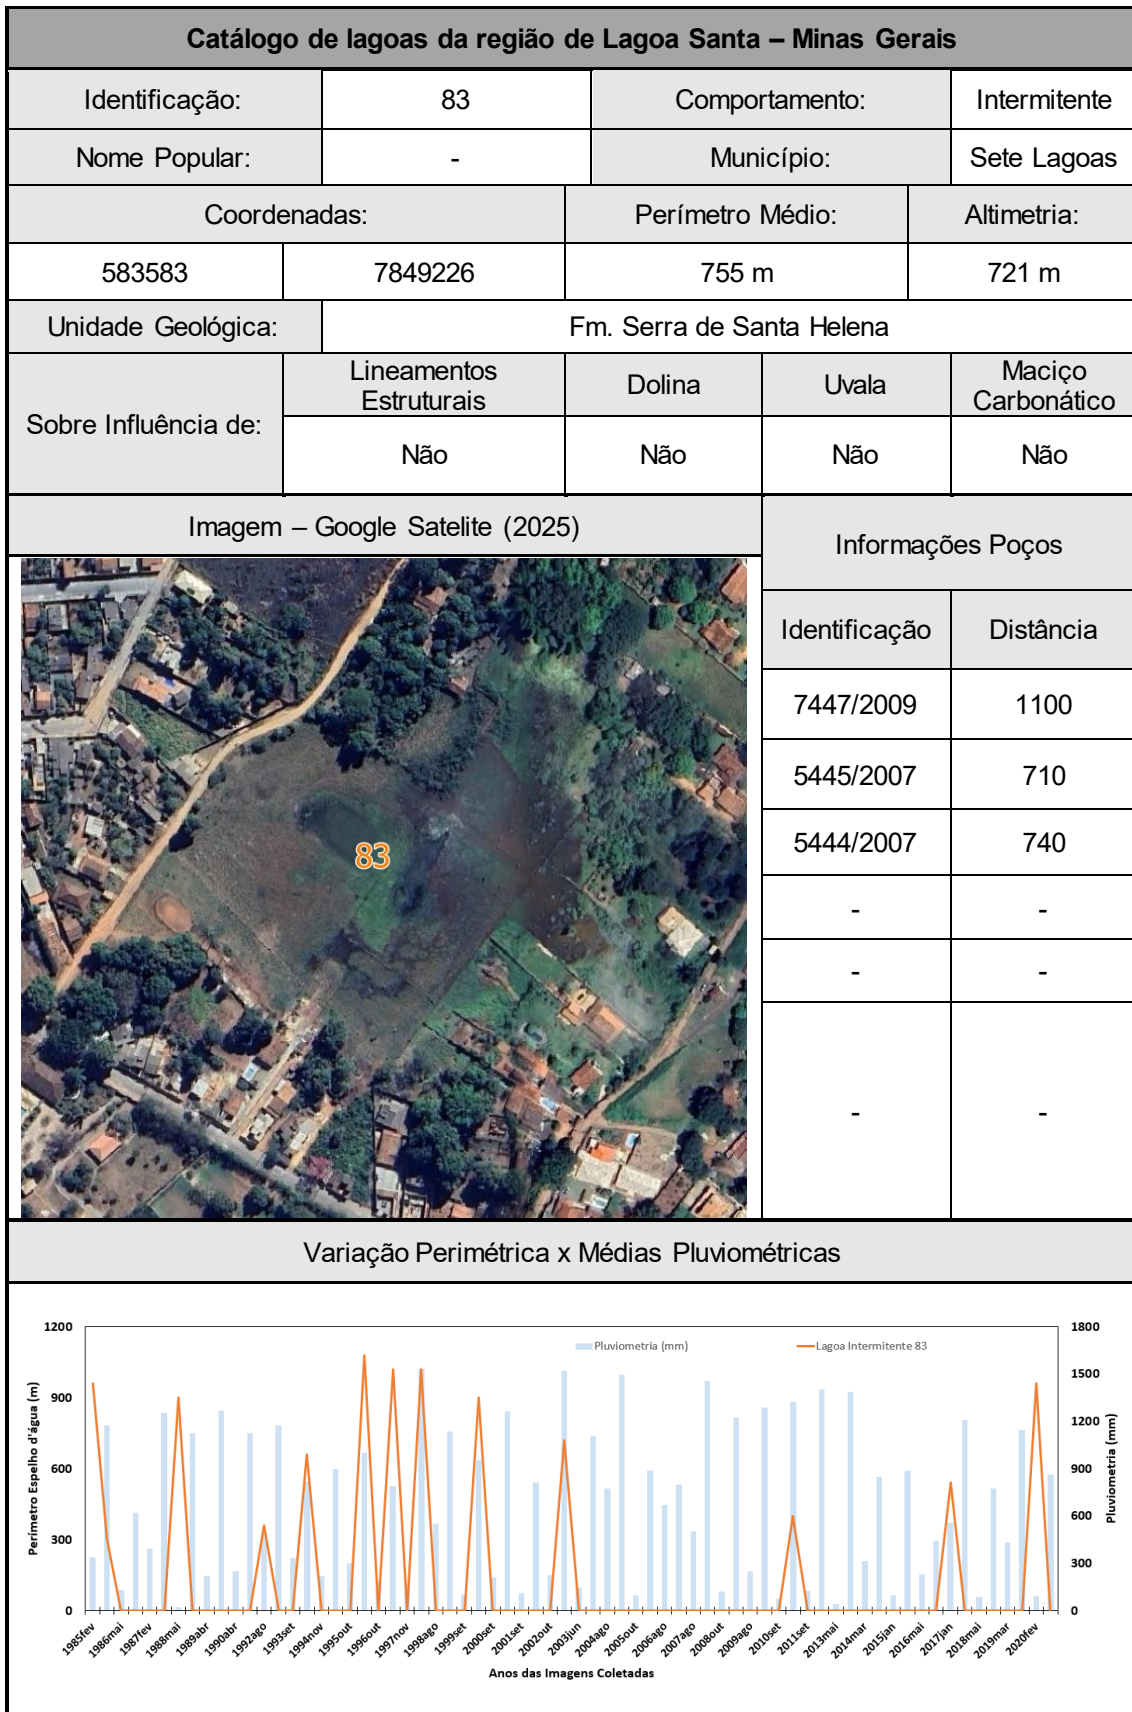 Catálogo de lagoas da região de Lagoa Santa – Minas Gerais
Identificação: 83 Comportamento: Intermitente
Nome Popular: - Município: Sete Lagoas
Coordenadas: Perímetro Médio: Altimetria:
583583 7849226 755 m 721 m
Unidade Geológica: Fm. Serra de Santa Helena
Sobre Influência de:
Lineamentos Estruturais Dolina Uvala Maciço Carbonático
Não Não Não Não
Imagem – Google Satelite (2025)
83
Informações Poços
Identificação Distância
7447/2009 1100
5445/2007 710
5444/2007 740
- -
- -
- -
Variação Perimétrica x Médias Pluviométricas
Pluviometria (mm) Lagoa Intermitente 83
Perímetro Espelho d'água (m)
1200
900
600
300
0
1800
1500
1200
900
600
300
0
Pluviometria (mm)
1985fev 1986mai 1987fev 1988mai 1989abr 1990abr 1992ago 1993set 1994nov 1995out 1996out 1997nov 1998ago 1999set 2000set 2001set 2002out 2003jun 2004ago 2005out 2006ago 2007ago 2008out 2009ago 2010set 2011set 2013mai 2014mar 2015jan 2016mai 2017jan 2018mai 2019mar 2020fev
Anos das Imagens Coletadas